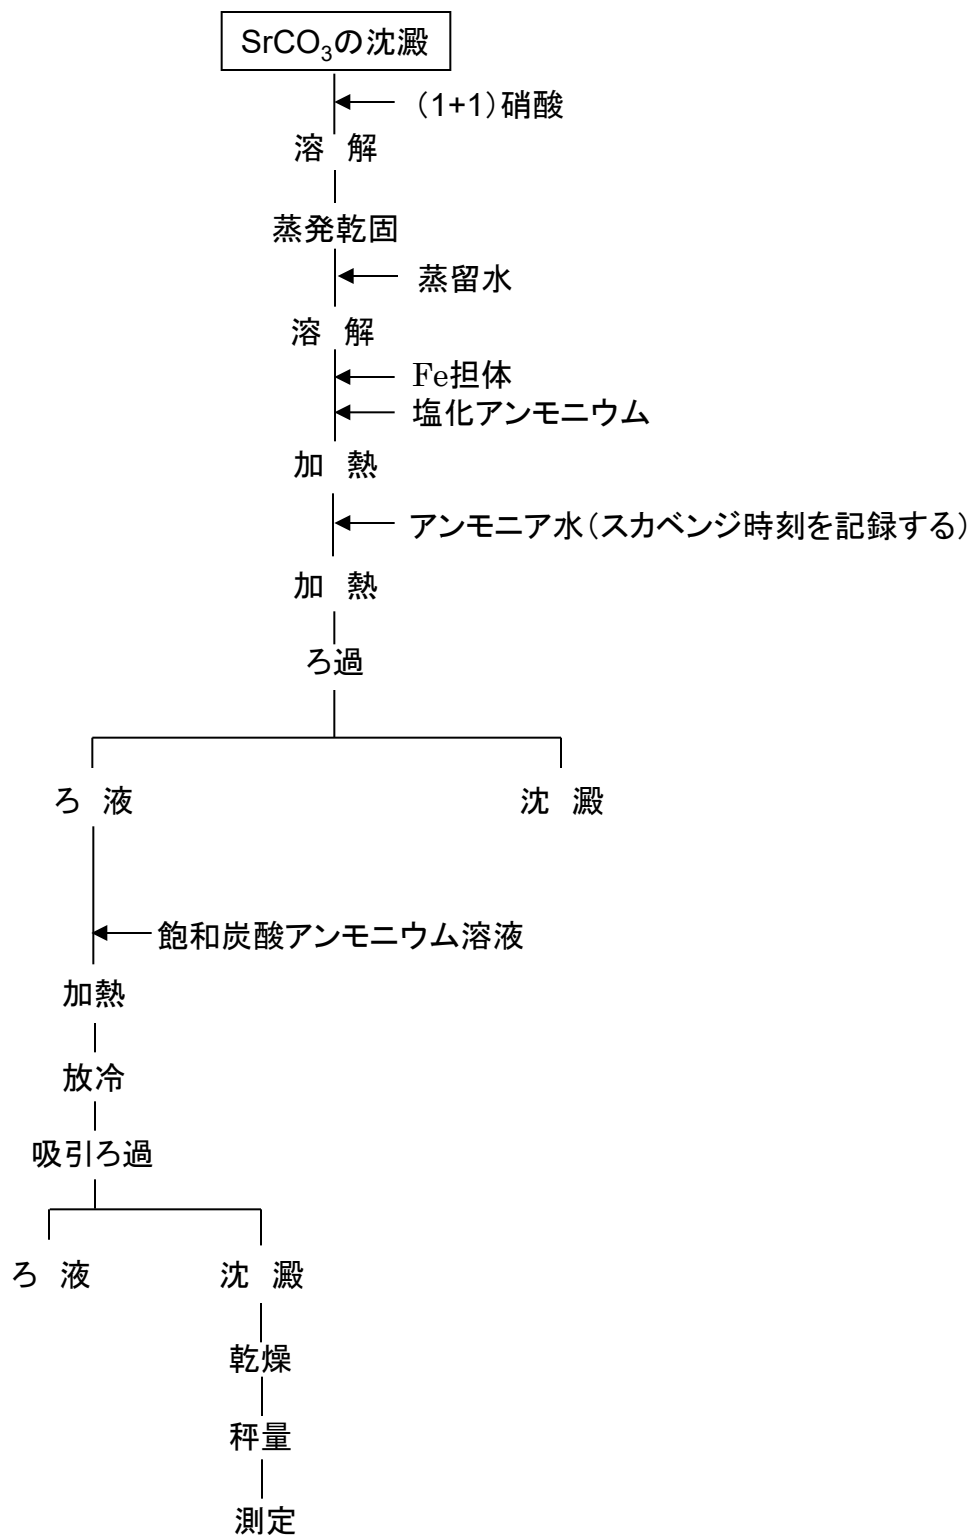 SrCO₃の沈澱
（1+1）硝酸
溶　解
蒸発乾固
蒸留水
溶　解
Fe担体
塩化アンモニウム
加　熱
アンモニア水（スカベンジ時刻を記録する）
加　熱
ろ過
ろ　液　沈　澱
飽和炭酸アンモニウム溶液
加熱
放冷
吸引ろ過
ろ　液　沈　澱
乾燥
秤量
測定